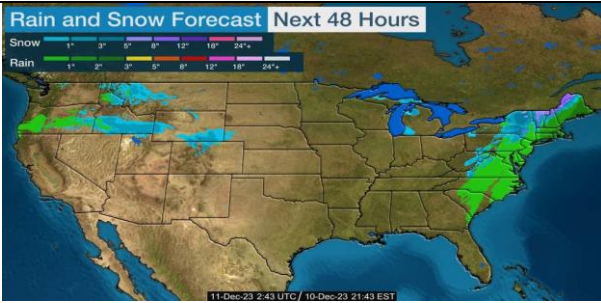 Rain and Snow Forecast Next 48 Hours
Snow
1" 3" 5" 8" 12" 18" 24"+
Rain
1" 2" 3" 5" 8" 12" 18" 24"+
11-Dec-23 2:43 UTC / 10-Dec-23 21:43 EST